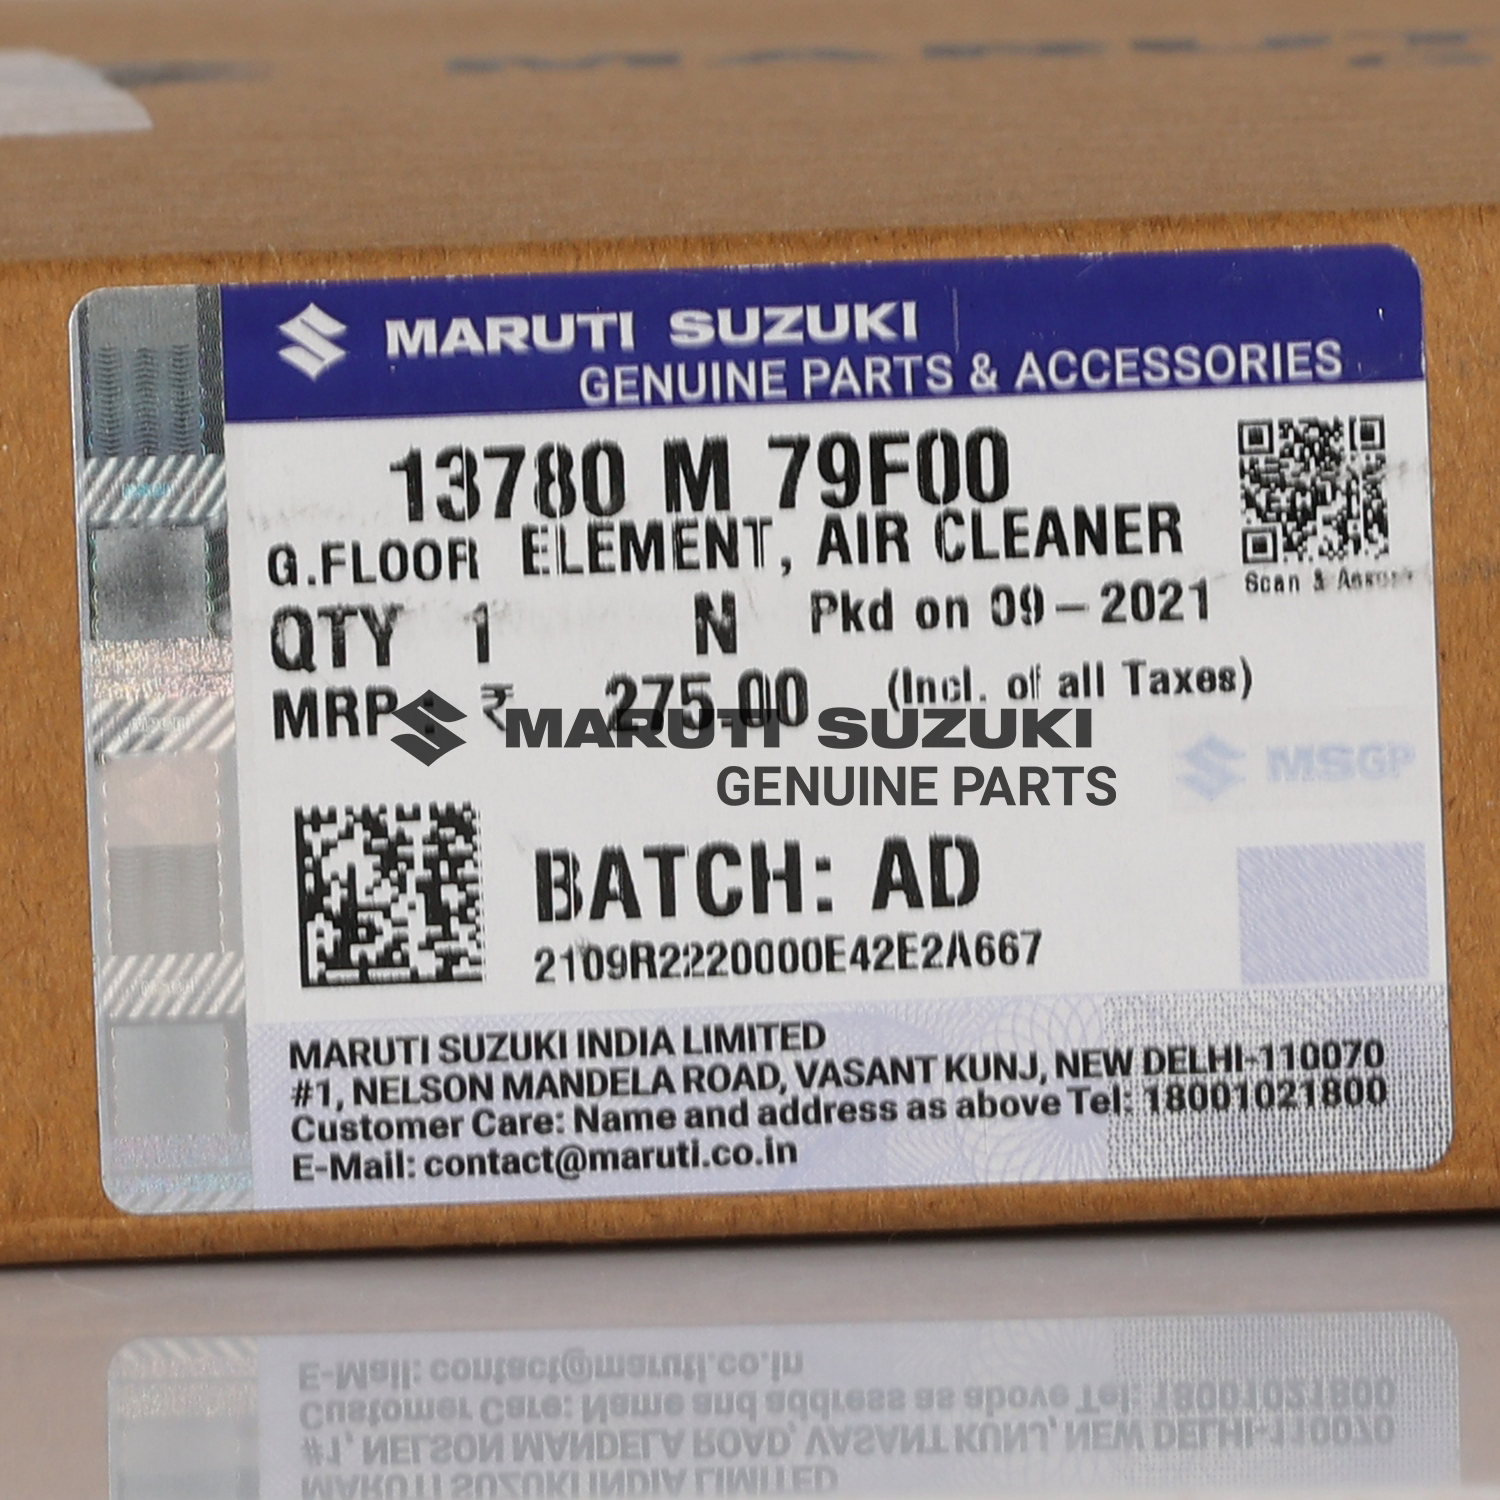 MARUTI SUZUKI
GENUINE PARTS & ACCESSORIES
13780 M 79F00
G.FLOOR ELEMENT, AIR CLEANER
QTY 1 N Pkd on 09-2021
Scan &
MRP: ₹ 275.00 (Incl. of all Taxes)
MARUTI SUZUKI
GENUINE PARTS
MSGP
BATCH: AD
2109R2220000E42E2A667
MARUTI SUZUKI INDIA LIMITED
#1, NELSON MANDELA ROAD, VASANT KUNJ, NEW DELHI-110070
Customer Care: Name and address as above Tel: 18001021800
E-Mail: contact@maruti.co.in